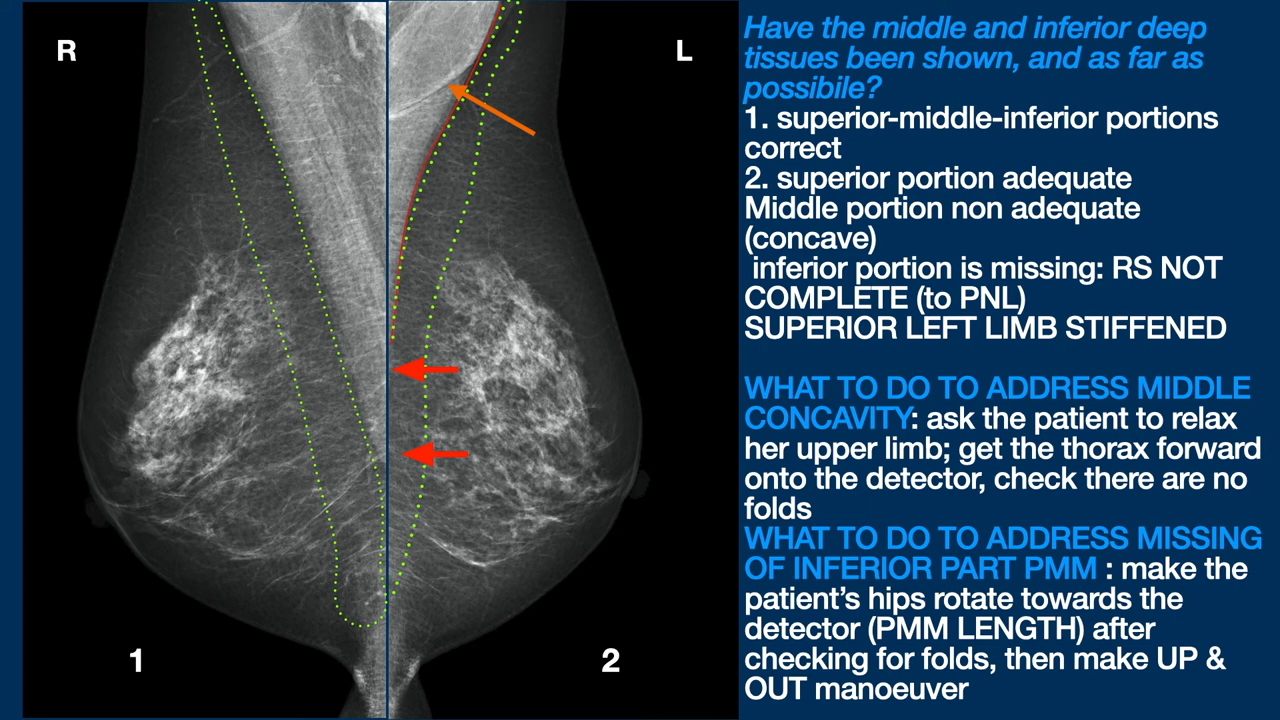 R
L
1
2
Have the middle and inferior deep
tissues been shown, and as far as
possibile?
1. superior-middle-inferior portions
correct
2. superior portion adequate
Middle portion non adequate
(concave)
inferior portion is missing: RS NOT
COMPLETE (to PNL)
SUPERIOR LEFT LIMB STIFFENED
WHAT TO DO TO ADDRESS MIDDLE
CONCAVITY: ask the patient to relax
her upper limb; get the thorax forward
onto the detector, check there are no
folds
WHAT TO DO TO ADDRESS MISSING
OF INFERIOR PART PMM : make the
patient’s hips rotate towards the
detector (PMM LENGTH) after
checking for folds, then make UP &
OUT manoeuver